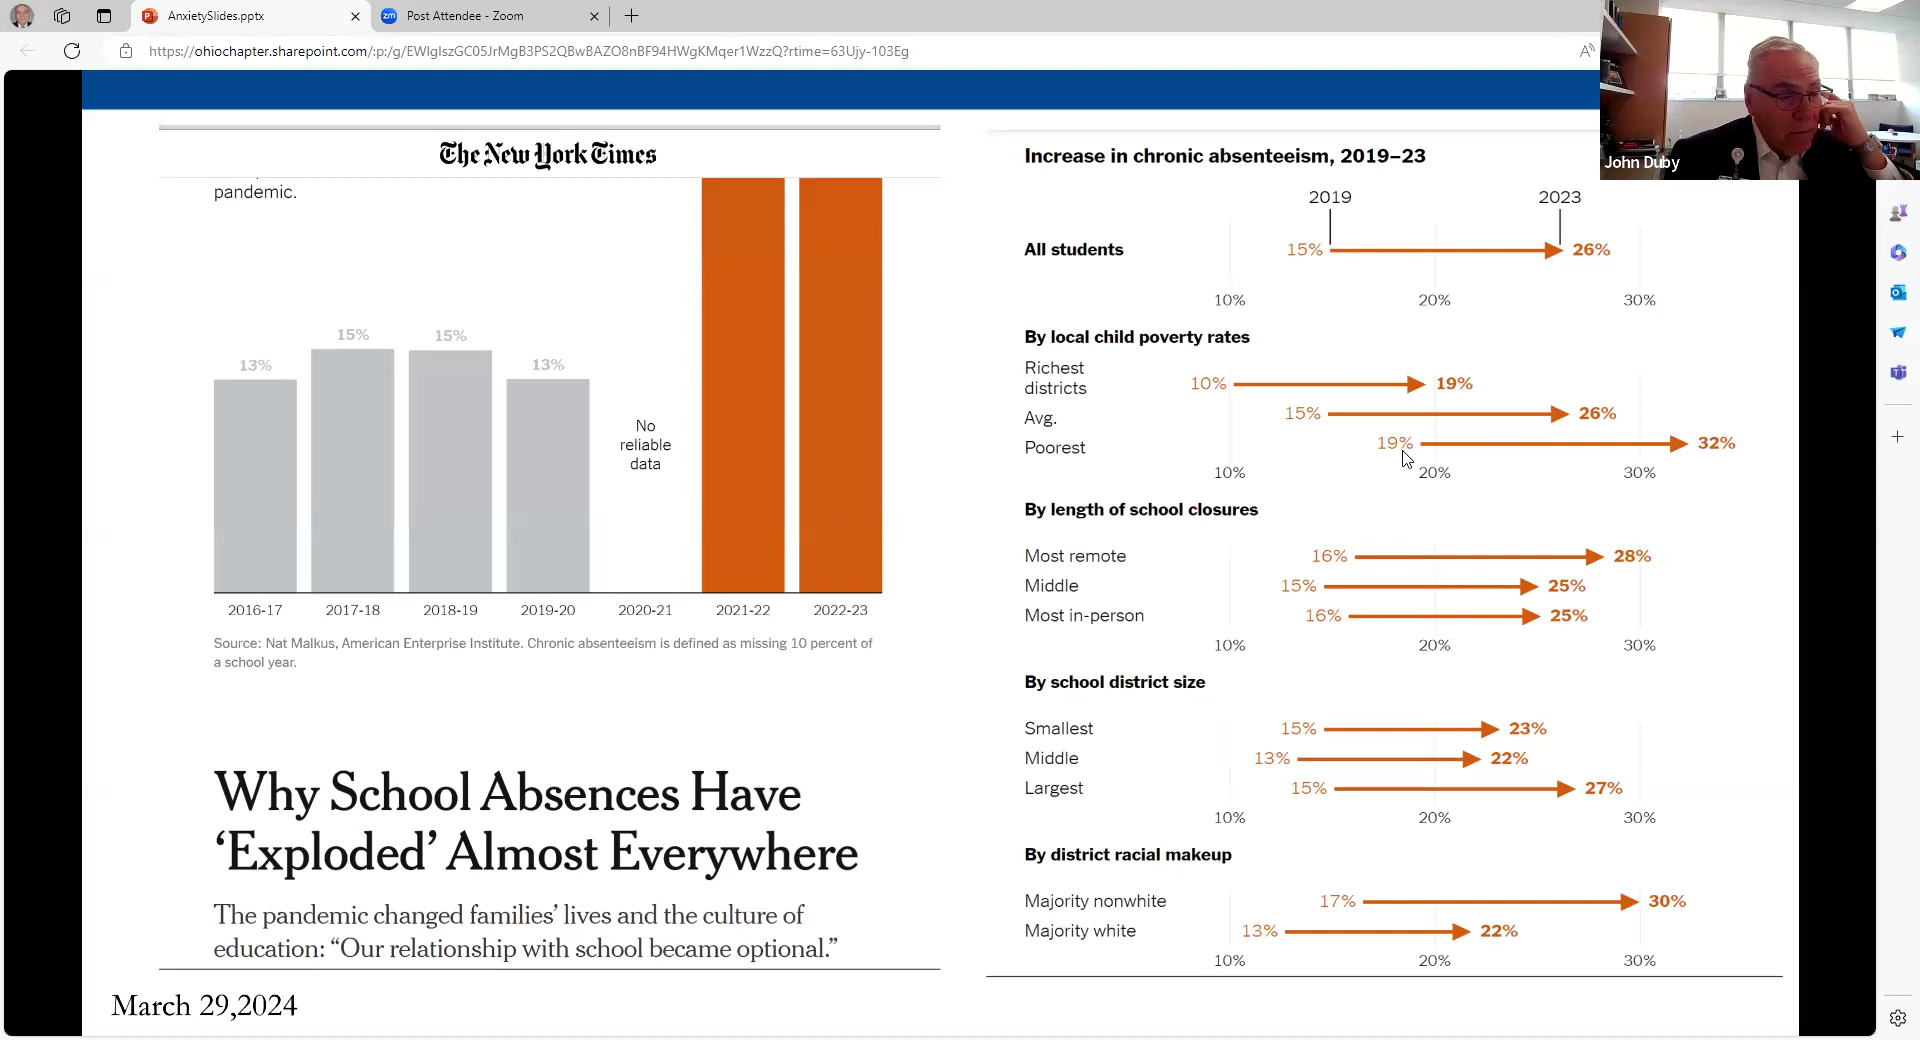 AnxietySlides.pptx
Post Attendee - Zoom
https://ohiochapter.sharepoint.com/:p:/g/EWIgIszGC05JrMgB3PS2QBwBAZO8nBF94HWgKMqer1WzzQ?rtime=63Ujy-103Eg
John Duby
The New York Times
pandemic.
13%
15%
15%
13%
No
reliable
data
2016-17
2017-18
2018-19
2019-20
2020-21
2021-22
2022-23
Source: Nat Malkus, American Enterprise Institute. Chronic absenteeism is defined as missing 10 percent of
a school year.
Why School Absences Have
‘Exploded’ Almost Everywhere
The pandemic changed families’ lives and the culture of
education: “Our relationship with school became optional.”
March 29,2024
Increase in chronic absenteeism, 2019–23
2019 2023
All students 15% 26%
10% 20% 30%
By local child poverty rates
Richest
districts 10% 19%
Avg. 15% 26%
Poorest 19% 32%
10% 20% 30%
By length of school closures
Most remote 16% 28%
Middle 15% 25%
Most in-person 16% 25%
10% 20% 30%
By school district size
Smallest 15% 23%
Middle 13% 22%
Largest 15% 27%
10% 20% 30%
By district racial makeup
Majority nonwhite 17% 30%
Majority white 13% 22%
10% 20% 30%